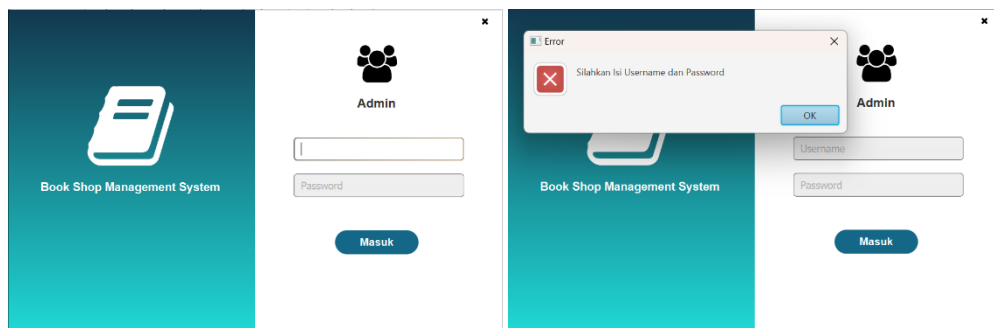 Admin
Password
Book Shop Management System
Masuk
Error
Silahkan Isi Username dan Password
OK
Admin
Username
Password
Book Shop Management System
Masuk